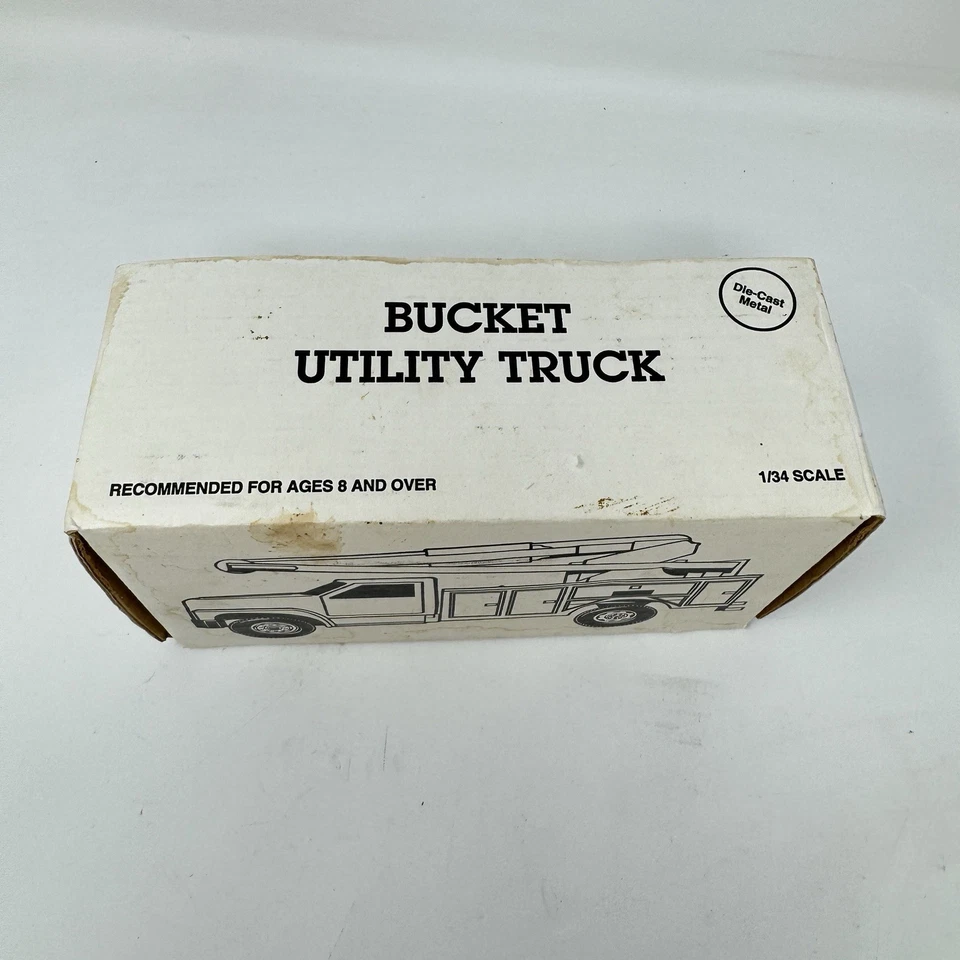 BUCKET
UTILITY TRUCK
Die-Cast
Metal
RECOMMENDED FOR AGES 8 AND OVER
1/34 SCALE